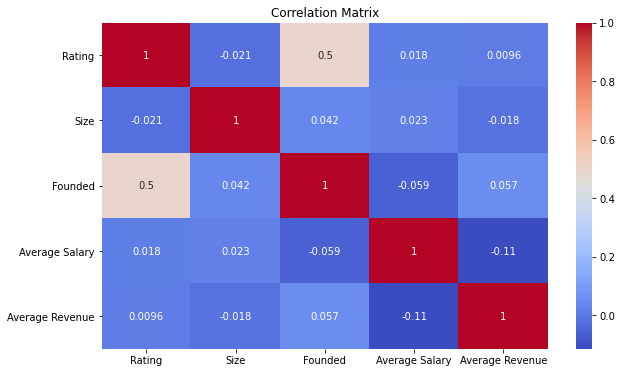 Correlation Matrix
Rating 1 -0.021 0.5 0.018 0.0096
Size -0.021 1 0.042 0.023 -0.018
Founded 0.5 0.042 1 -0.059 0.057
Average Salary 0.018 0.023 -0.059 1 -0.11
Average Revenue 0.0096 -0.018 0.057 -0.11 1
Rating Size Founded Average Salary Average Revenue
1.0
0.8
0.6
0.4
0.2
0.0